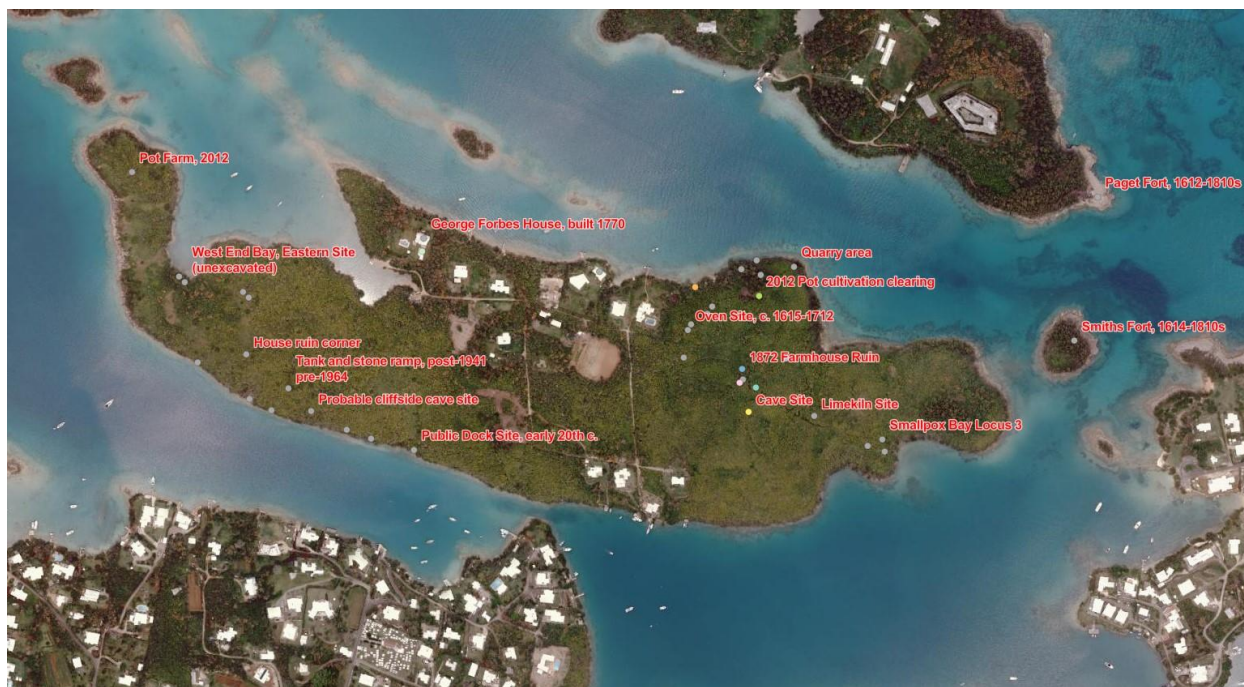 Pot Farm, 2012
Paget Fort, 1612-1810s
George Forbes House, built 1770
West End Bay, Eastern Site
(unexcavated)
Quarry area
2012 Pot cultivation clearing
Oven Site, c. 1615-1712
Smiths Fort, 1614-1810s
House ruin corner
Tank and stone ramp, post-1941
pre-1964
1872 Farmhouse Ruin
Probable cliffside cave site
Cave Site
Limekiln Site
Smallpox Bay Locus 3
Public Dock Site, early 20th c.